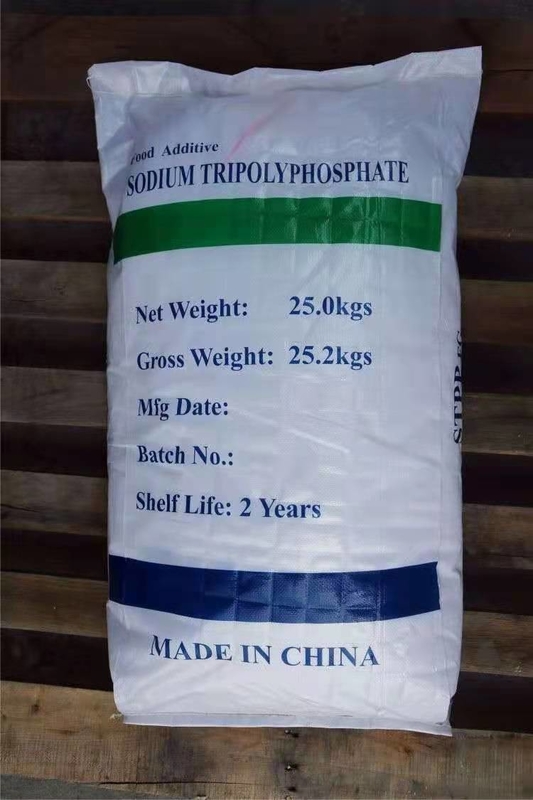 Food Additive
SODIUM TRIPOLYPHOSPHATE
Net Weight: 25.0kgs
Gross Weight: 25.2kgs
Mfg Date:
Batch No.:
Shelf Life: 2 Years
MADE IN CHINA